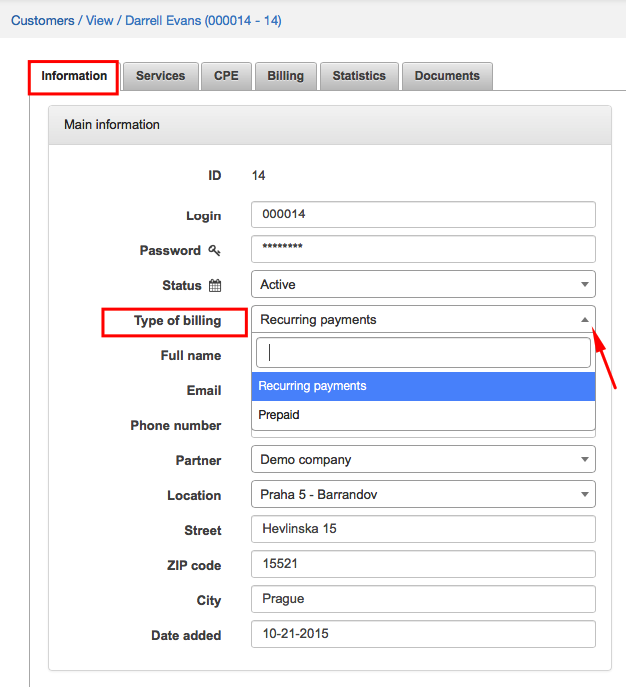 Customers / View / Darrell Evans (000014 - 14)
Information Services CPE Billing Statistics Documents
Main information
ID 14
Login 000014
Password ********
Status Active
Type of billing Recurring payments
Full name
Recurring payments
Email
Prepaid
Phone number
Partner Demo company
Location Praha 5 - Barrandov
Street Hevlinska 15
ZIP code 15521
City Prague
Date added 10-21-2015